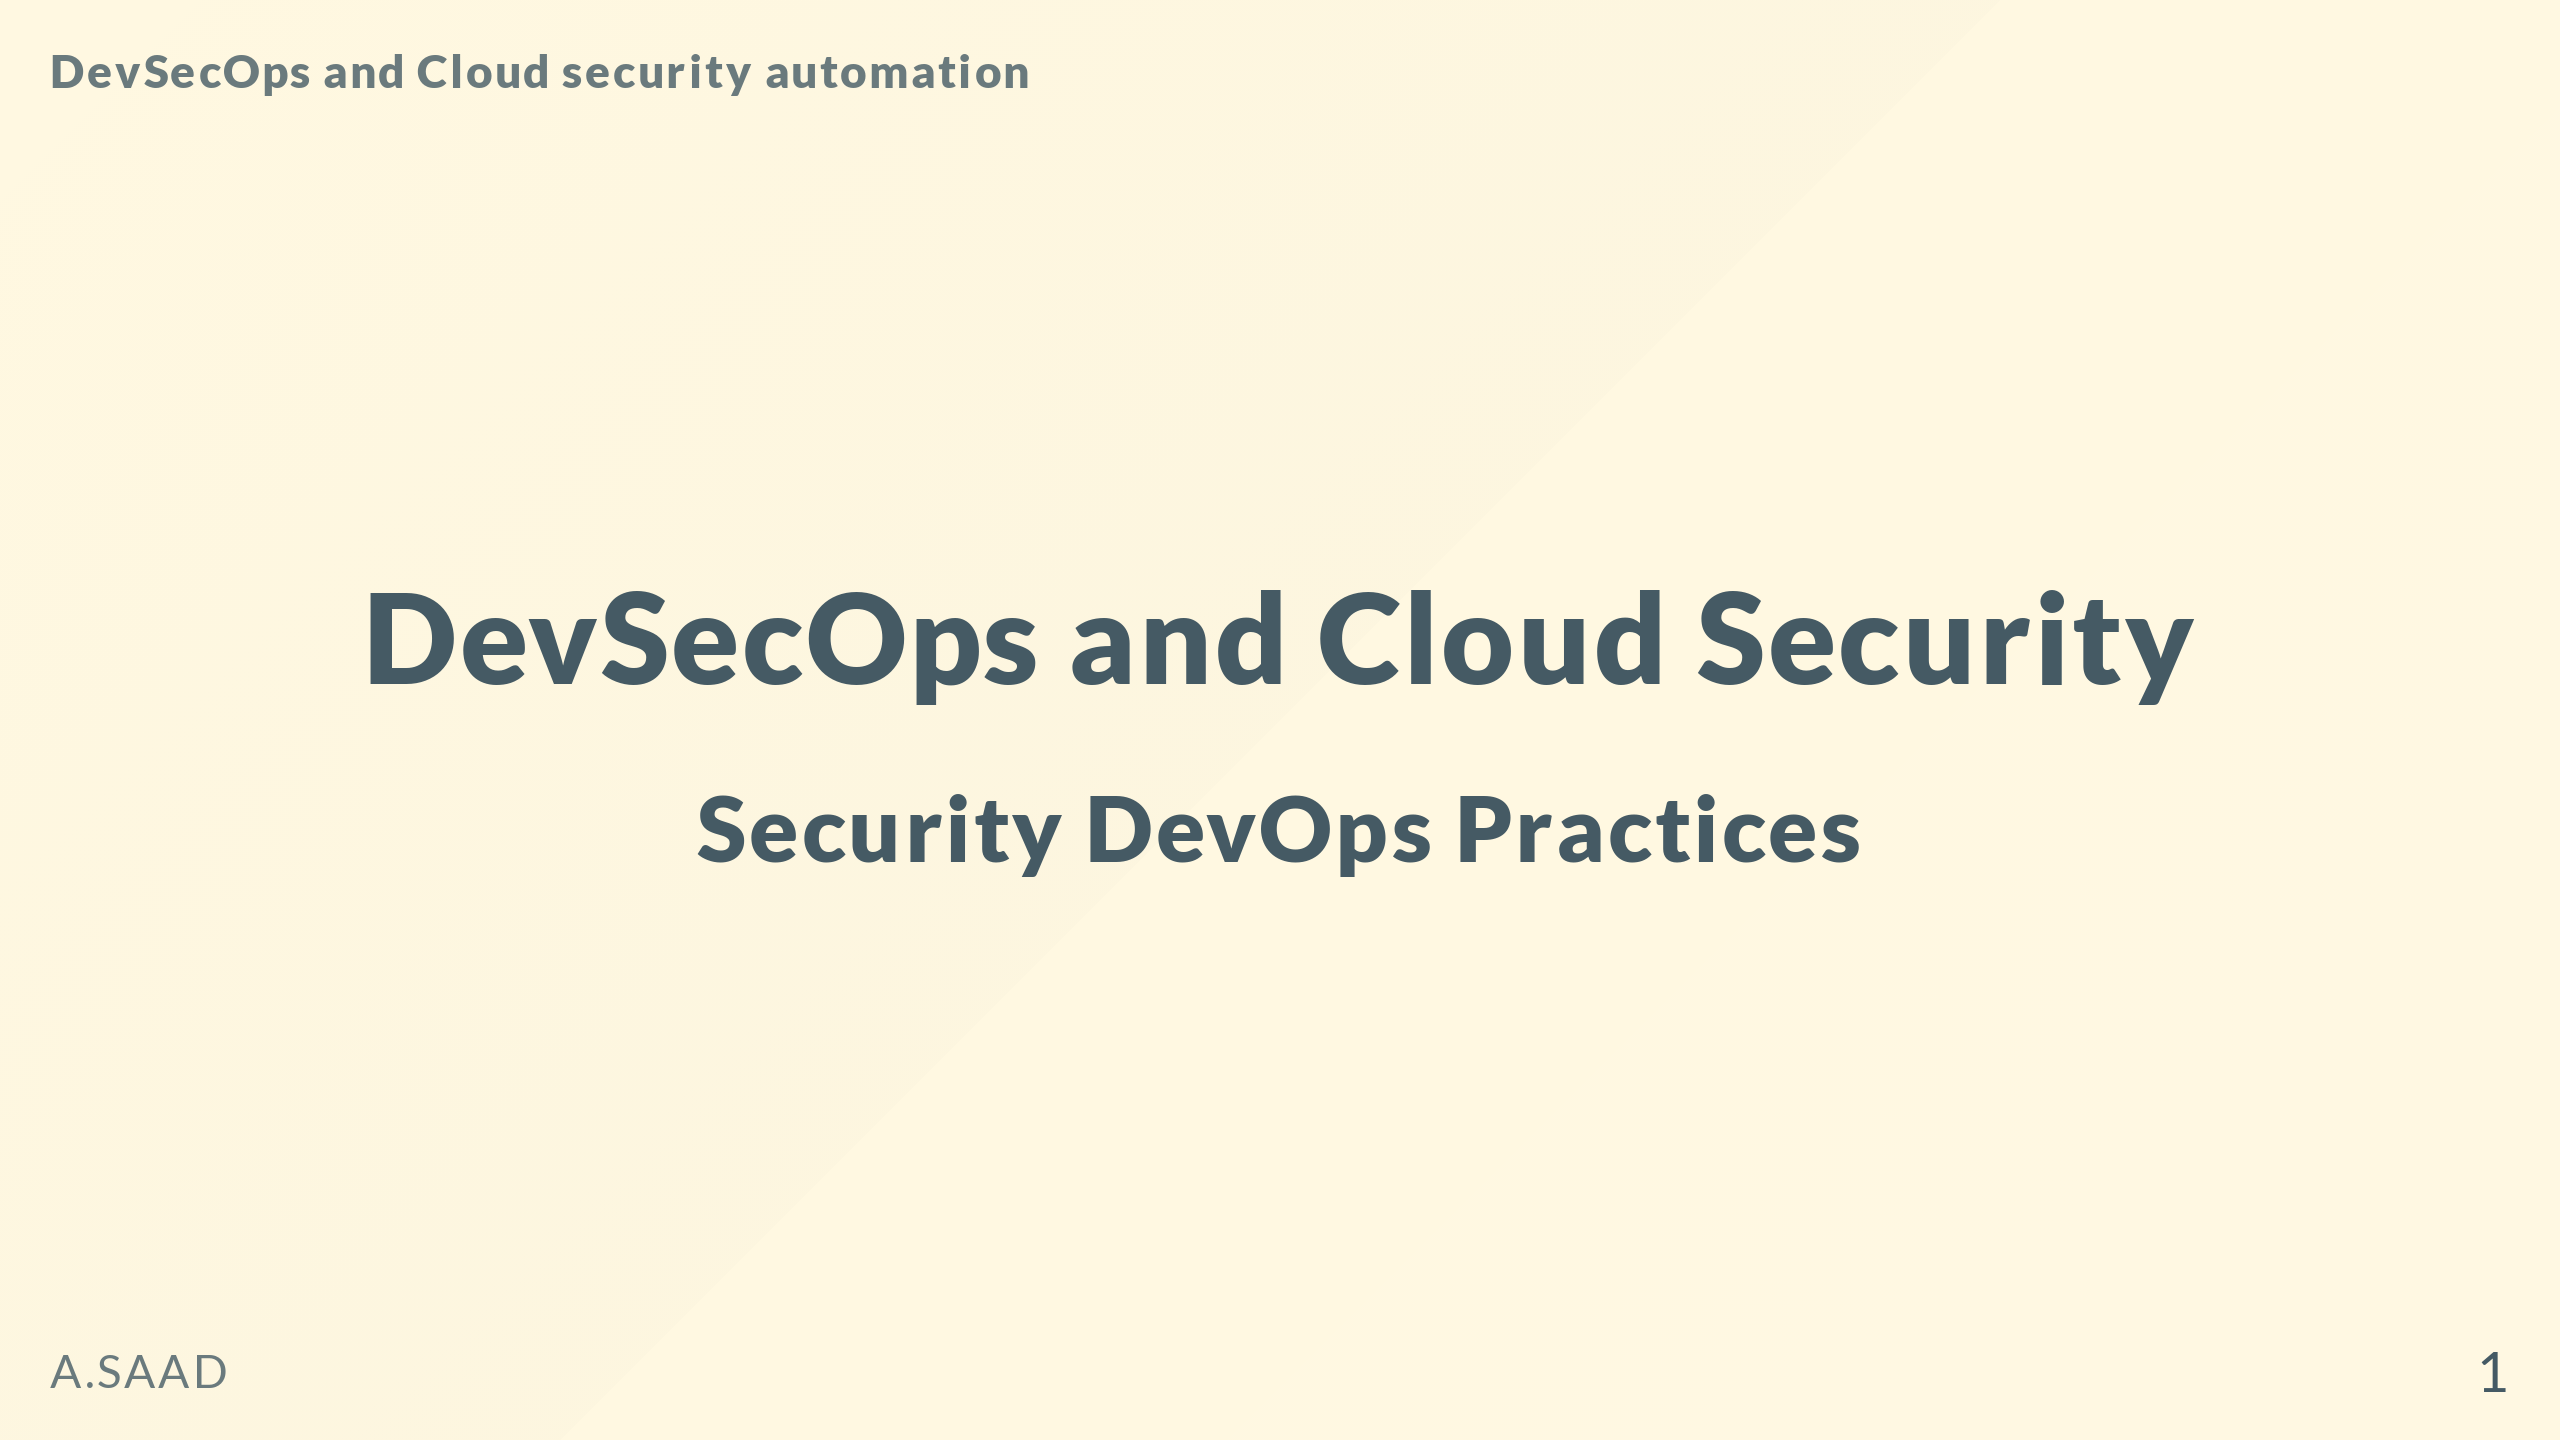 DevSecOps and Cloud security automation
DevSecOps and Cloud Security
Security DevOps Practices
A.SAAD
1